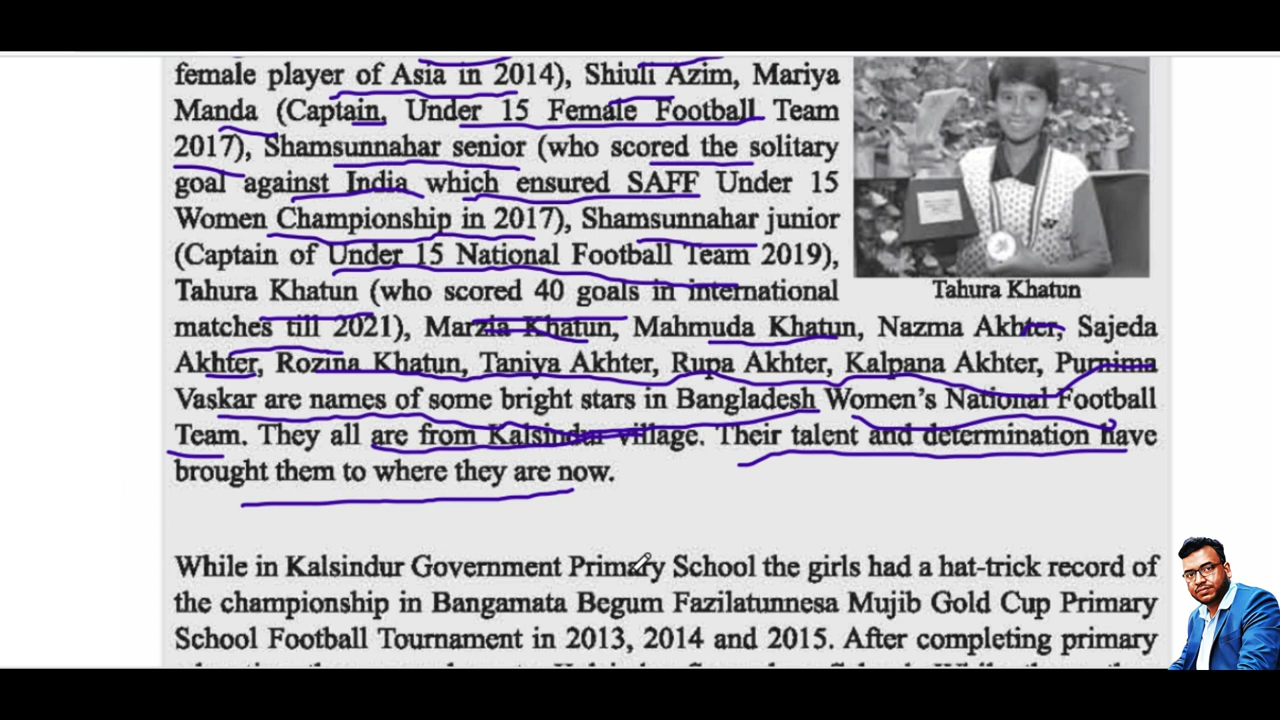 female player of Asia in 2014), Shiuli Azim, Mariya
Manda (Captain, Under 15 Female Football Team
2017), Shamsunnahar senior (who scored the solitary
goal against India which ensured SAFF Under 15
Women Championship in 2017), Shamsunnahar junior
(Captain of Under 15 National Football Team 2019),
Tahura Khatun (who scored 40 goals in international
Tahura Khatun
matches till 2021), Marzia Khatun, Mahmuda Khatun, Nazma Akhter, Sajeda
Akhter, Rozina Khatun, Taniya Akhter, Rupa Akhter, Kalpana Akhter, Purnima
Vaskar are names of some bright stars in Bangladesh Women's National Football
Team. They all are from Kalsindur village. Their talent and determination have
brought them to where they are now.
While in Kalsindur Government Primary School the girls had a hat-trick record of
the championship in Bangamata Begum Fazilatunnesa Mujib Gold Cup Primary
School Football Tournament in 2013, 2014 and 2015. After completing primary